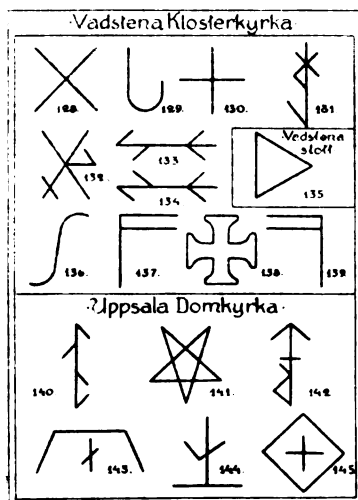 ·Vadstena Klosterkyrka·
128. 129. 130. 131.
132. 133
134
Vadstena
slott
135
136. 137. 138. 139.
·Uppsala Domkyrka·
140 141. 142.
143. 144. 145.